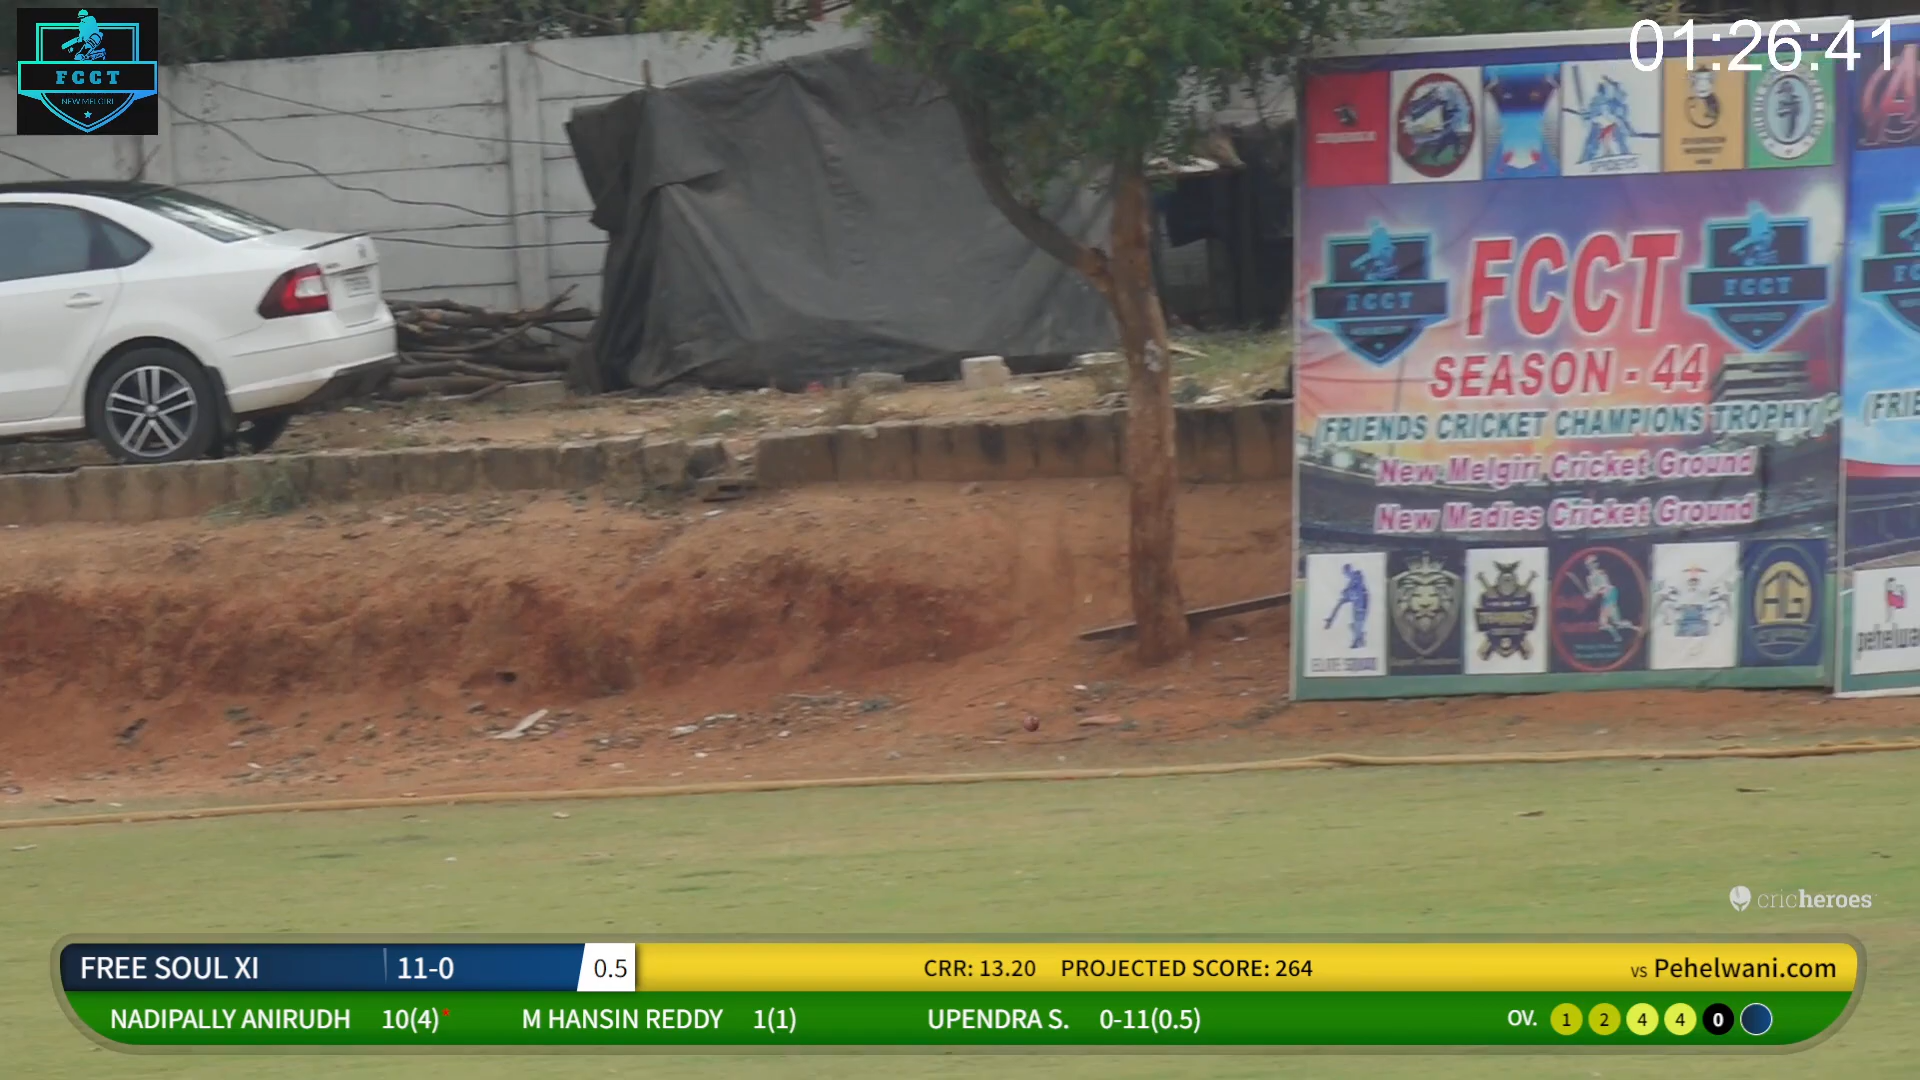 FCCT
NEW MELGIRI
01:26:41
FCCT
FCCT
FCCT
SEASON - 44
(FRIENDS CRICKET CHAMPIONS TROPHY)
New Melgiri Cricket Ground
New Madies Cricket Ground
ELITE SQUAD
cricheroes
FREE SOUL XI 11-0 0.5 CRR: 13.20 PROJECTED SCORE: 264 vs Pehelwani.com
NADIPALLY ANIRUDH 10(4)* M HANSIN REDDY 1(1) UPENDRA S. 0-11(0.5) OV. 1 2 4 4 0